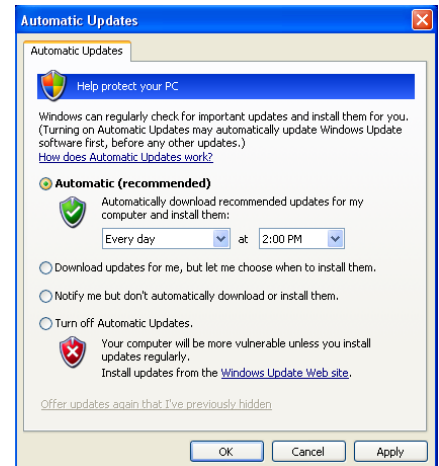 Automatic Updates
Automatic Updates
Help protect your PC
Windows can regularly check for important updates and install them for you.
(Turning on Automatic Updates may automatically update Windows Update
software first, before any other updates.)
How does Automatic Updates work?
Automatic (recommended)
Automatically download recommended updates for my
computer and install them:
Every day at 2:00 PM
Download updates for me, but let me choose when to install them.
Notify me but don't automatically download or install them.
Turn off Automatic Updates.
Your computer will be more vulnerable unless you install
updates regularly.
Install updates from the Windows Update Web site.
Offer updates again that I've previously hidden
OK Cancel Apply